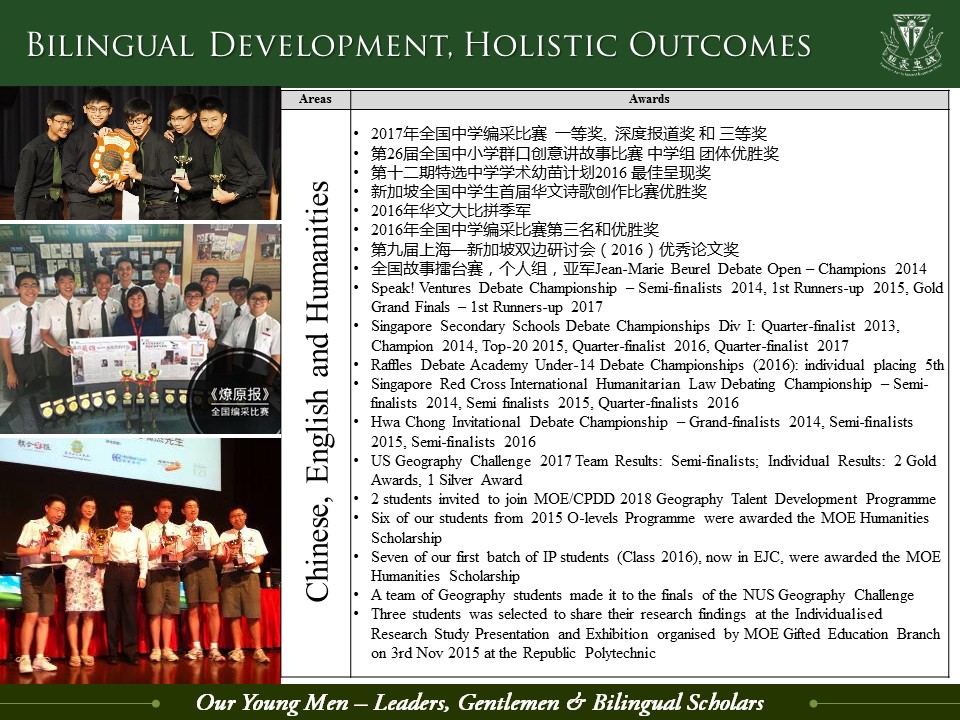 BILINGUAL DEVELOPMENT, HOLISTIC OUTCOMES
Areas
Awards
Chinese, English and Humanities
• 2017年全国中学编采比赛 一等奖, 深度报道奖 和 三等奖
• 第26届全国中小学群口创意讲故事比赛 中学组 团体优胜奖
• 第十二期特选中学学术幼苗计划2016 最佳呈现奖
• 新加坡全国中学生首届华文诗歌创作比赛优胜奖
• 2016年华文大比拼季军
• 2016年全国中学编采比赛第三名和优胜奖
• 第九届上海—新加坡双边研讨会（2016）优秀论文奖
• 全国故事擂台赛，个人组，亚军Jean-Marie Beurel Debate Open – Champions 2014
• Speak! Ventures Debate Championship – Semi-finalists 2014, 1st Runners-up 2015, Gold
Grand Finals – 1st Runners-up 2017
• Singapore Secondary Schools Debate Championships Div I: Quarter-finalist 2013,
Champion 2014, Top-20 2015, Quarter-finalist 2016, Quarter-finalist 2017
• Raffles Debate Academy Under-14 Debate Championships (2016): individual placing 5th
• Singapore Red Cross International Humanitarian Law Debating Championship – Semi-
finalists 2014, Semi finalists 2015, Quarter-finalists 2016
• Hwa Chong Invitational Debate Championship – Grand-finalists 2014, Semi-finalists
2015, Semi-finalists 2016
• US Geography Challenge 2017 Team Results: Semi-finalists; Individual Results: 2 Gold
Awards, 1 Silver Award
• 2 students invited to join MOE/CPDD 2018 Geography Talent Development Programme
• Six of our students from 2015 O-levels Programme were awarded the MOE Humanities
Scholarship
• Seven of our first batch of IP students (Class 2016), now in EJC, were awarded the MOE
Humanities Scholarship
• A team of Geography students made it to the finals of the NUS Geography Challenge
• Three students was selected to share their research findings at the Individualised
Research Study Presentation and Exhibition organised by MOE Gifted Education Branch
on 3rd Nov 2015 at the Republic Polytechnic
《燎原报》
全国编采比赛
Our Young Men – Leaders, Gentlemen & Bilingual Scholars